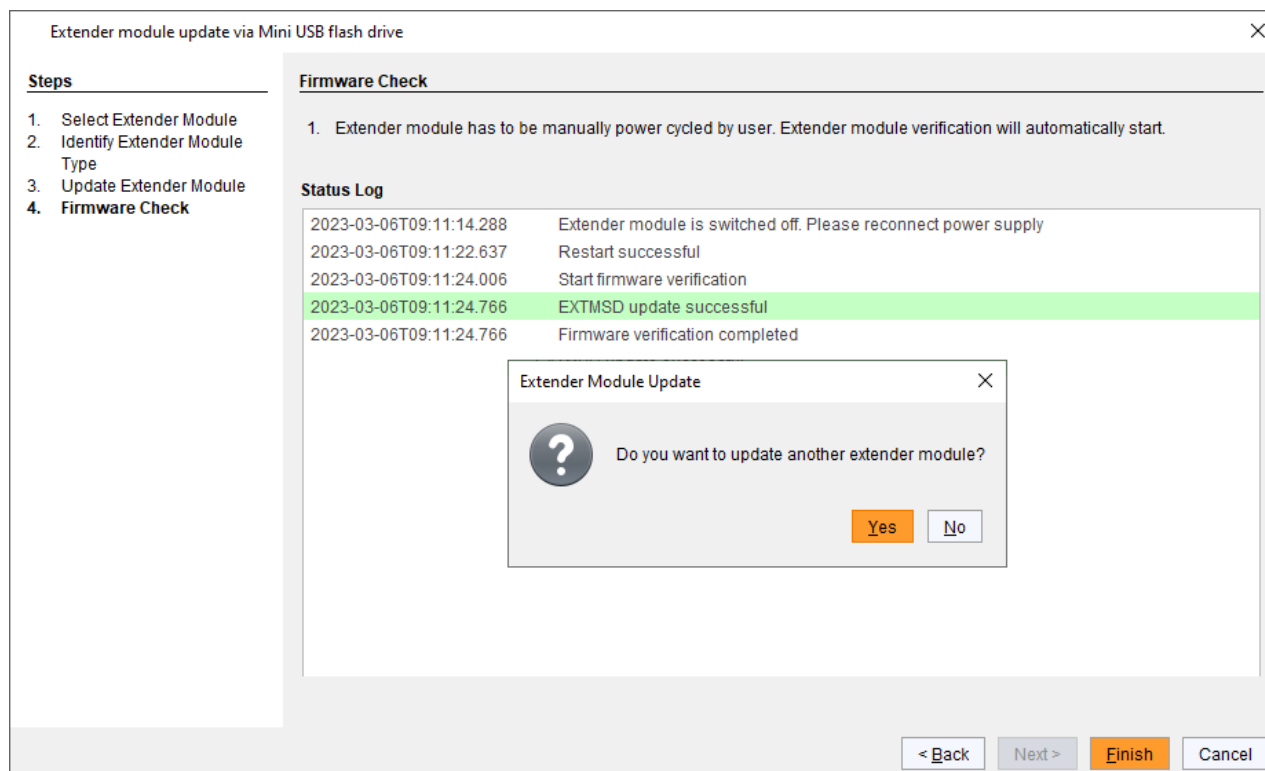 Extender module update via Mini USB flash drive
Steps
1. Select Extender Module
2. Identify Extender Module
Type
3. Update Extender Module
4. Firmware Check
Firmware Check
1. Extender module has to be manually power cycled by user. Extender module verification will automatically start.
Status Log
2023-03-06T09:11:14.288 Extender module is switched off. Please reconnect power supply
2023-03-06T09:11:22.637 Restart successful
2023-03-06T09:11:24.006 Start firmware verification
2023-03-06T09:11:24.766 EXTMSD update successful
2023-03-06T09:11:24.766 Firmware verification completed
Extender Module Update
Do you want to update another extender module?
Yes No
< Back Next > Finish Cancel